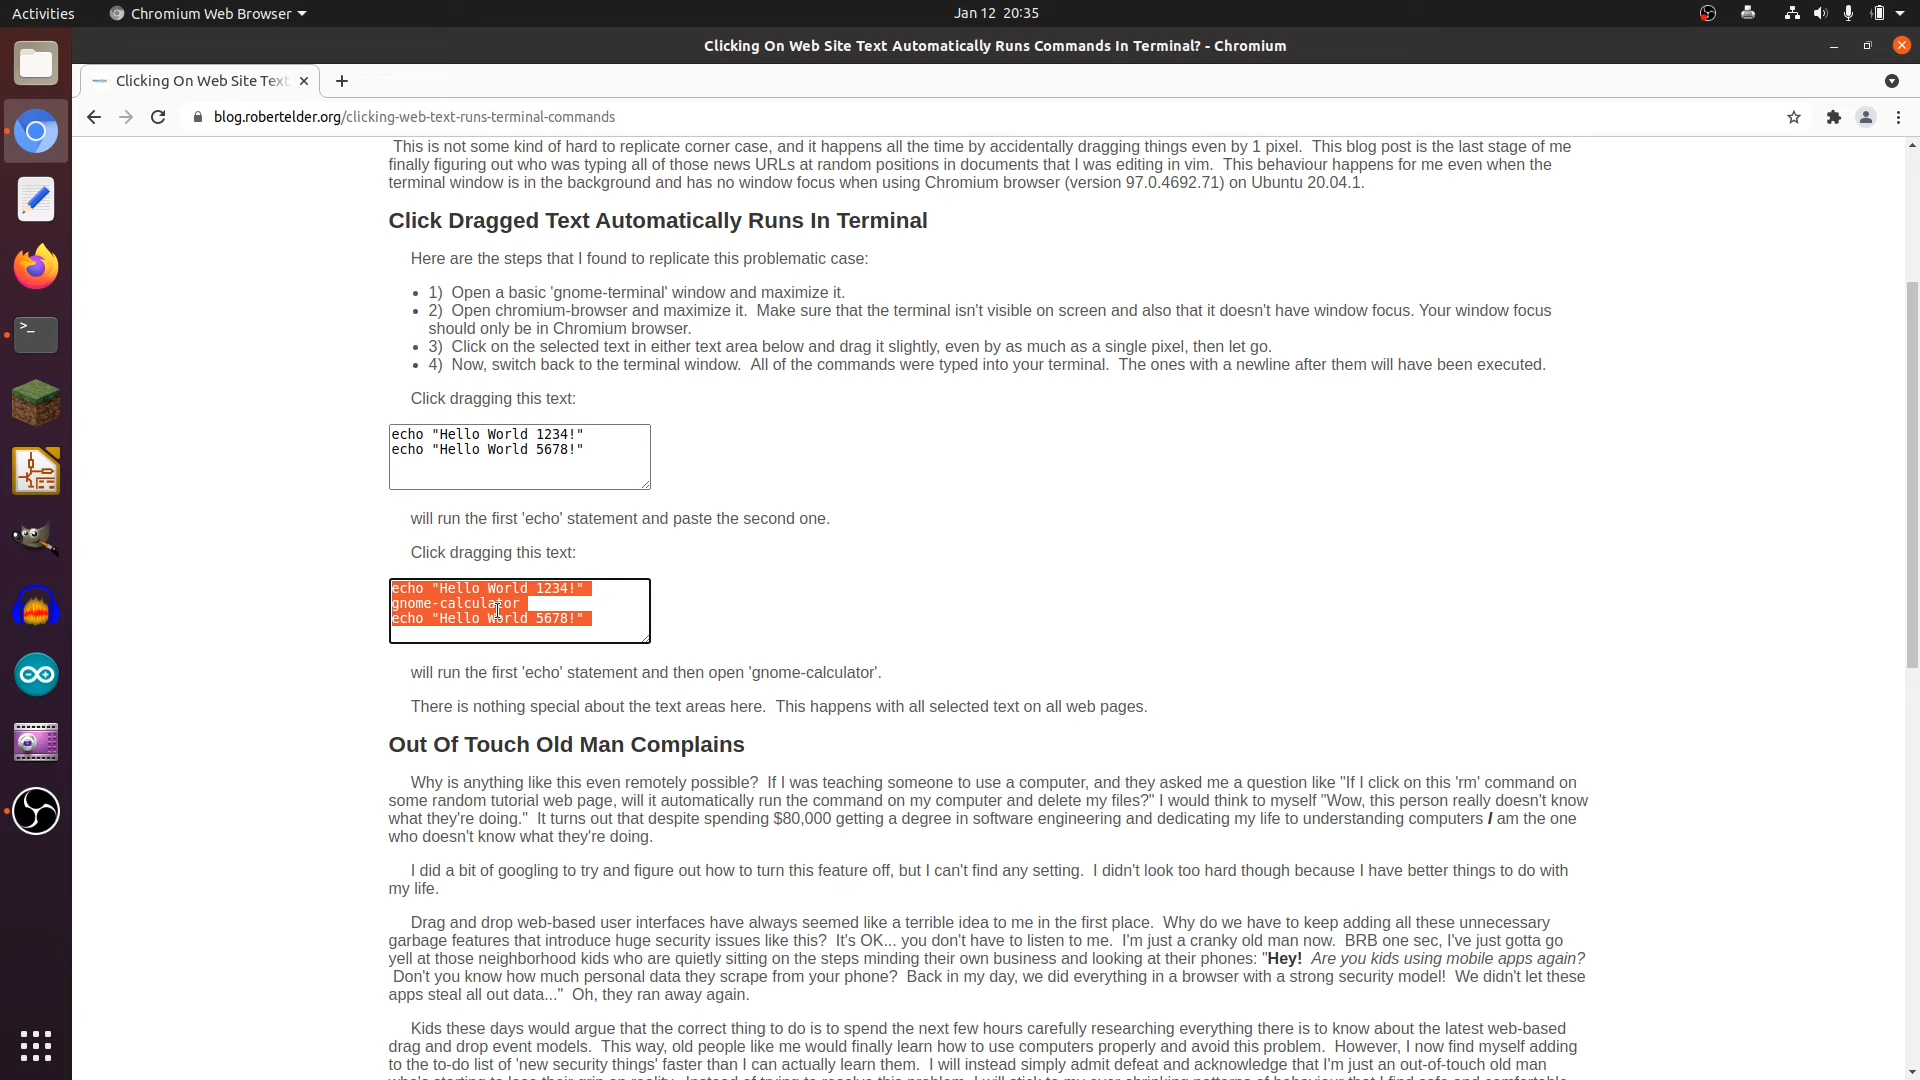 Activities
Chromium Web Browser
Jan 12 20:35
Clicking On Web Site Text Automatically Runs Commands In Terminal? - Chromium
Clicking On Web Site Text
blog.robertelder.org/clicking-web-text-runs-terminal-commands
This is not some kind of hard to replicate corner case, and it happens all the time by accidentally dragging things even by 1 pixel.  This blog post is the last stage of me
finally figuring out who was typing all of those news URLs at random positions in documents that I was editing in vim.  This behaviour happens for me even when the
terminal window is in the background and has no window focus when using Chromium browser (version 97.0.4692.71) on Ubuntu 20.04.1.
Click Dragged Text Automatically Runs In Terminal
Here are the steps that I found to replicate this problematic case:
• 1)  Open a basic 'gnome-terminal' window and maximize it.
• 2)  Open chromium-browser and maximize it.  Make sure that the terminal isn't visible on screen and also that it doesn't have window focus. Your window focus
should only be in Chromium browser.
• 3)  Click on the selected text in either text area below and drag it slightly, even by as much as a single pixel, then let go.
• 4)  Now, switch back to the terminal window.  All of the commands were typed into your terminal.  The ones with a newline after them will have been executed.
Click dragging this text:
echo "Hello World 1234!"
echo "Hello World 5678!"
will run the first 'echo' statement and paste the second one.
Click dragging this text:
echo "Hello World 1234!"
gnome-calculator
echo "Hello World 5678!"
will run the first 'echo' statement and then open 'gnome-calculator'.
There is nothing special about the text areas here.  This happens with all selected text on all web pages.
Out Of Touch Old Man Complains
Why is anything like this even remotely possible?  If I was teaching someone to use a computer, and they asked me a question like "If I click on this 'rm' command on
some random tutorial web page, will it automatically run the command on my computer and delete my files?" I would think to myself "Wow, this person really doesn't know
what they're doing."  It turns out that despite spending $80,000 getting a degree in software engineering and dedicating my life to understanding computers I am the one
who doesn't know what they're doing.
I did a bit of googling to try and figure out how to turn this feature off, but I can't find any setting.  I didn't look too hard though because I have better things to do with
my life.
Drag and drop web-based user interfaces have always seemed like a terrible idea to me in the first place.  Why do we have to keep adding all these unnecessary
garbage features that introduce huge security issues like this?  It's OK... you don't have to listen to me.  I'm just a cranky old man now.  BRB one sec, I've just gotta go
yell at those neighborhood kids who are quietly sitting on the steps minding their own business and looking at their phones: "Hey!  Are you kids using mobile apps again?
Don't you know how much personal data they scrape from your phone?  Back in my day, we did everything in a browser with a strong security model!  We didn't let these
apps steal all out data..."  Oh, they ran away again.
Kids these days would argue that the correct thing to do is to spend the next few hours carefully researching everything there is to know about the latest web-based
drag and drop event models.  This way, old people like me would finally learn how to use computers properly and avoid this problem.  However, I now find myself adding
to the to-do list of 'new security things' faster than I can actually learn them.  I will instead simply admit defeat and acknowledge that I'm just an out-of-touch old man